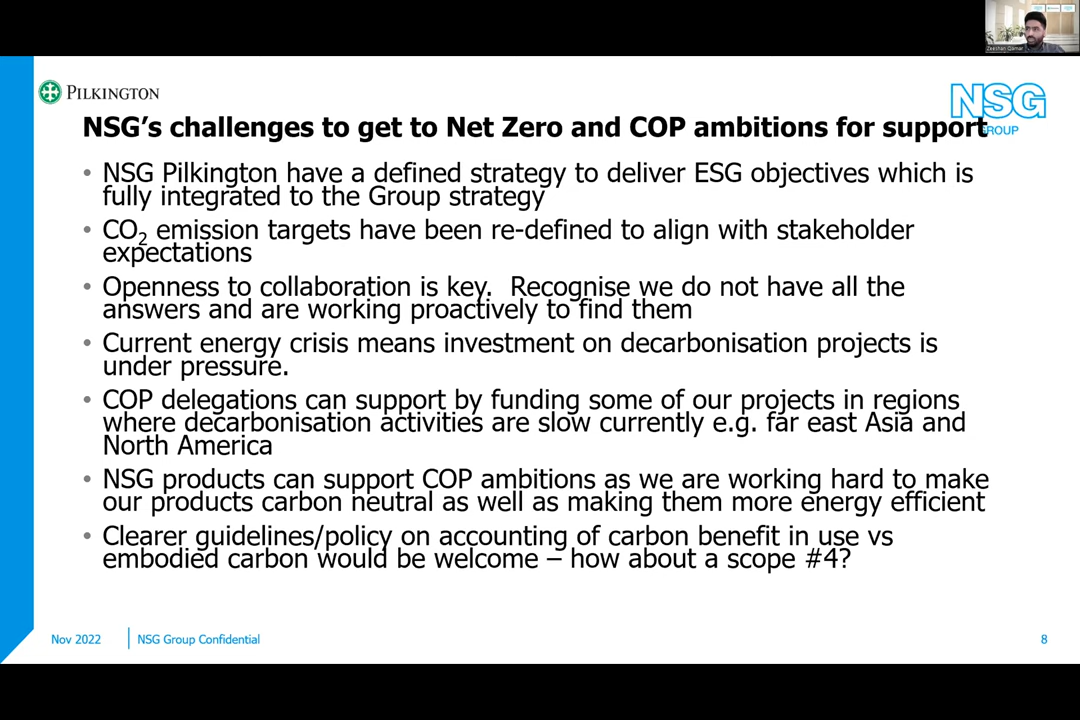 Zeeshan Qamar
PILKINGTON
NSG
GROUP
NSG's challenges to get to Net Zero and COP ambitions for support
• NSG Pilkington have a defined strategy to deliver ESG objectives which is
fully integrated to the Group strategy
• CO2 emission targets have been re-defined to align with stakeholder
expectations
• Openness to collaboration is key.  Recognise we do not have all the
answers and are working proactively to find them
• Current energy crisis means investment on decarbonisation projects is
under pressure.
• COP delegations can support by funding some of our projects in regions
where decarbonisation activities are slow currently e.g. far east Asia and
North America
• NSG products can support COP ambitions as we are working hard to make
our products carbon neutral as well as making them more energy efficient
• Clearer guidelines/policy on accounting of carbon benefit in use vs
embodied carbon would be welcome – how about a scope #4?
Nov 2022
NSG Group Confidential
8